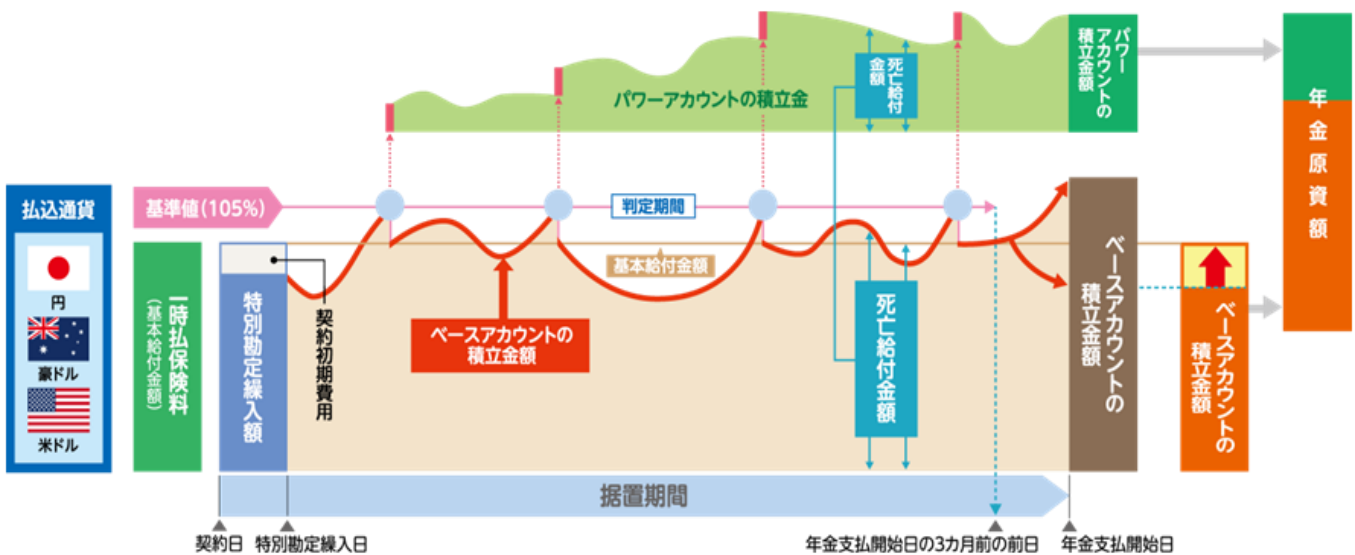 パワーアカウントの積立金
死亡給付
金額
パワー
アカウントの
積立金額
年金原資額
払込通貨
円
豪ドル
米ドル
基準値(105%)
判定期間
一時払保険料
(基本給付金額)
特別勘定繰入額
契約初期費用
基本給付金額
ベースアカウントの
積立金額
死亡給付金額
ベースアカウントの
積立金額
ベースアカウントの
積立金額
据置期間
契約日
特別勘定繰入日
年金支払開始日の3カ月前の前日
年金支払開始日